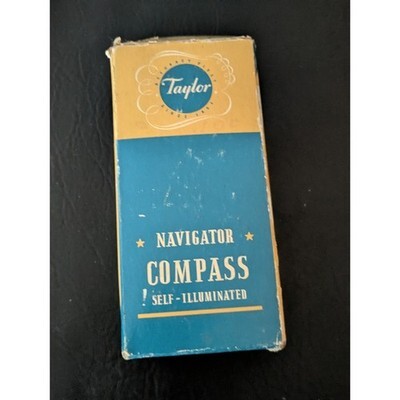 Taylor
NAVIGATOR
COMPASS
SELF-ILLUMINATED